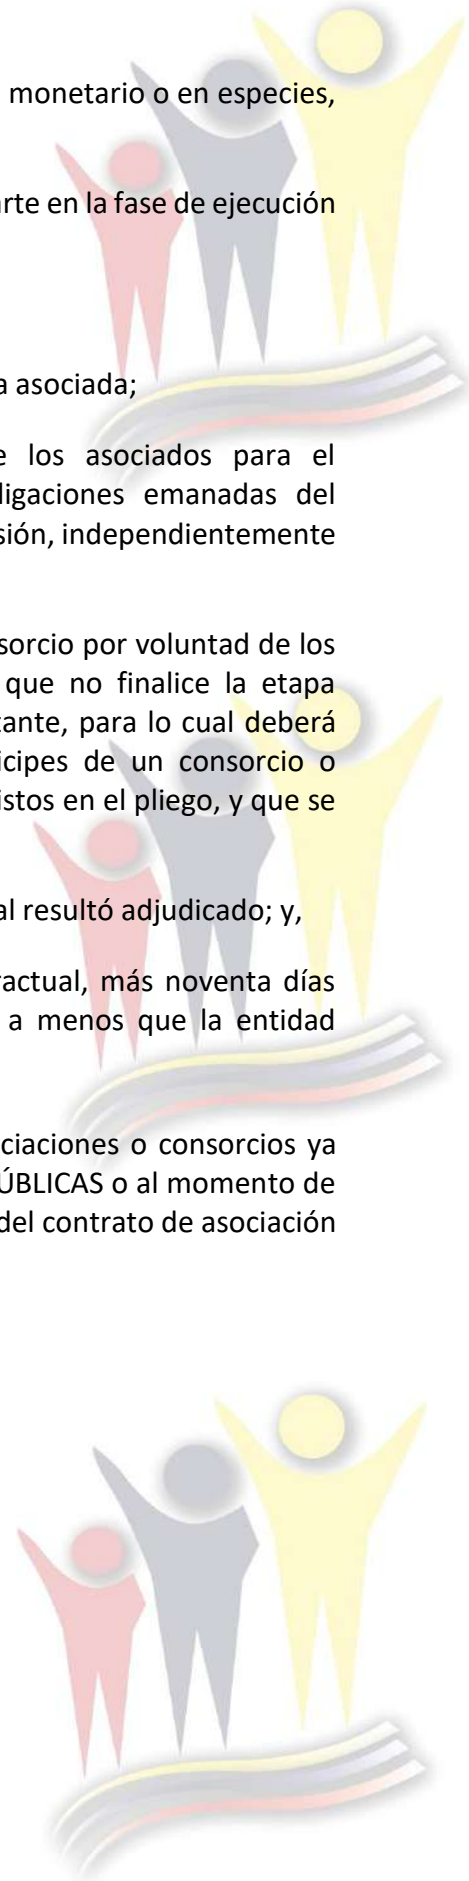 monetario o en especies,
arte en la fase de ejecución
a asociada;
e los asociados para el
ligaciones emanadas del
sión, independientemente
sorcio por voluntad de los
que no finalice la etapa
tante, para lo cual deberá
ícipes de un consorcio o
istos en el pliego, y que se
al resultó adjudicado; y,
ractual, más noventa días
a menos que la entidad
ociaciones o consorcios ya
ÚBLICAS o al momento de
del contrato de asociación